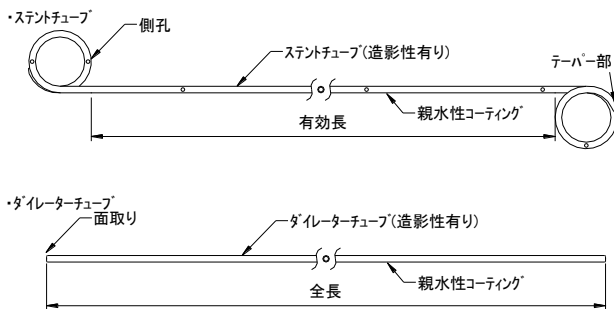 ・ステントチューブ
側孔
ステントチューブ(造影性有り)
テーパー部
親水性コーティング
有効長
・ダイレーターチューブ
面取り
ダイレーターチューブ(造影性有り)
親水性コーティング
全長